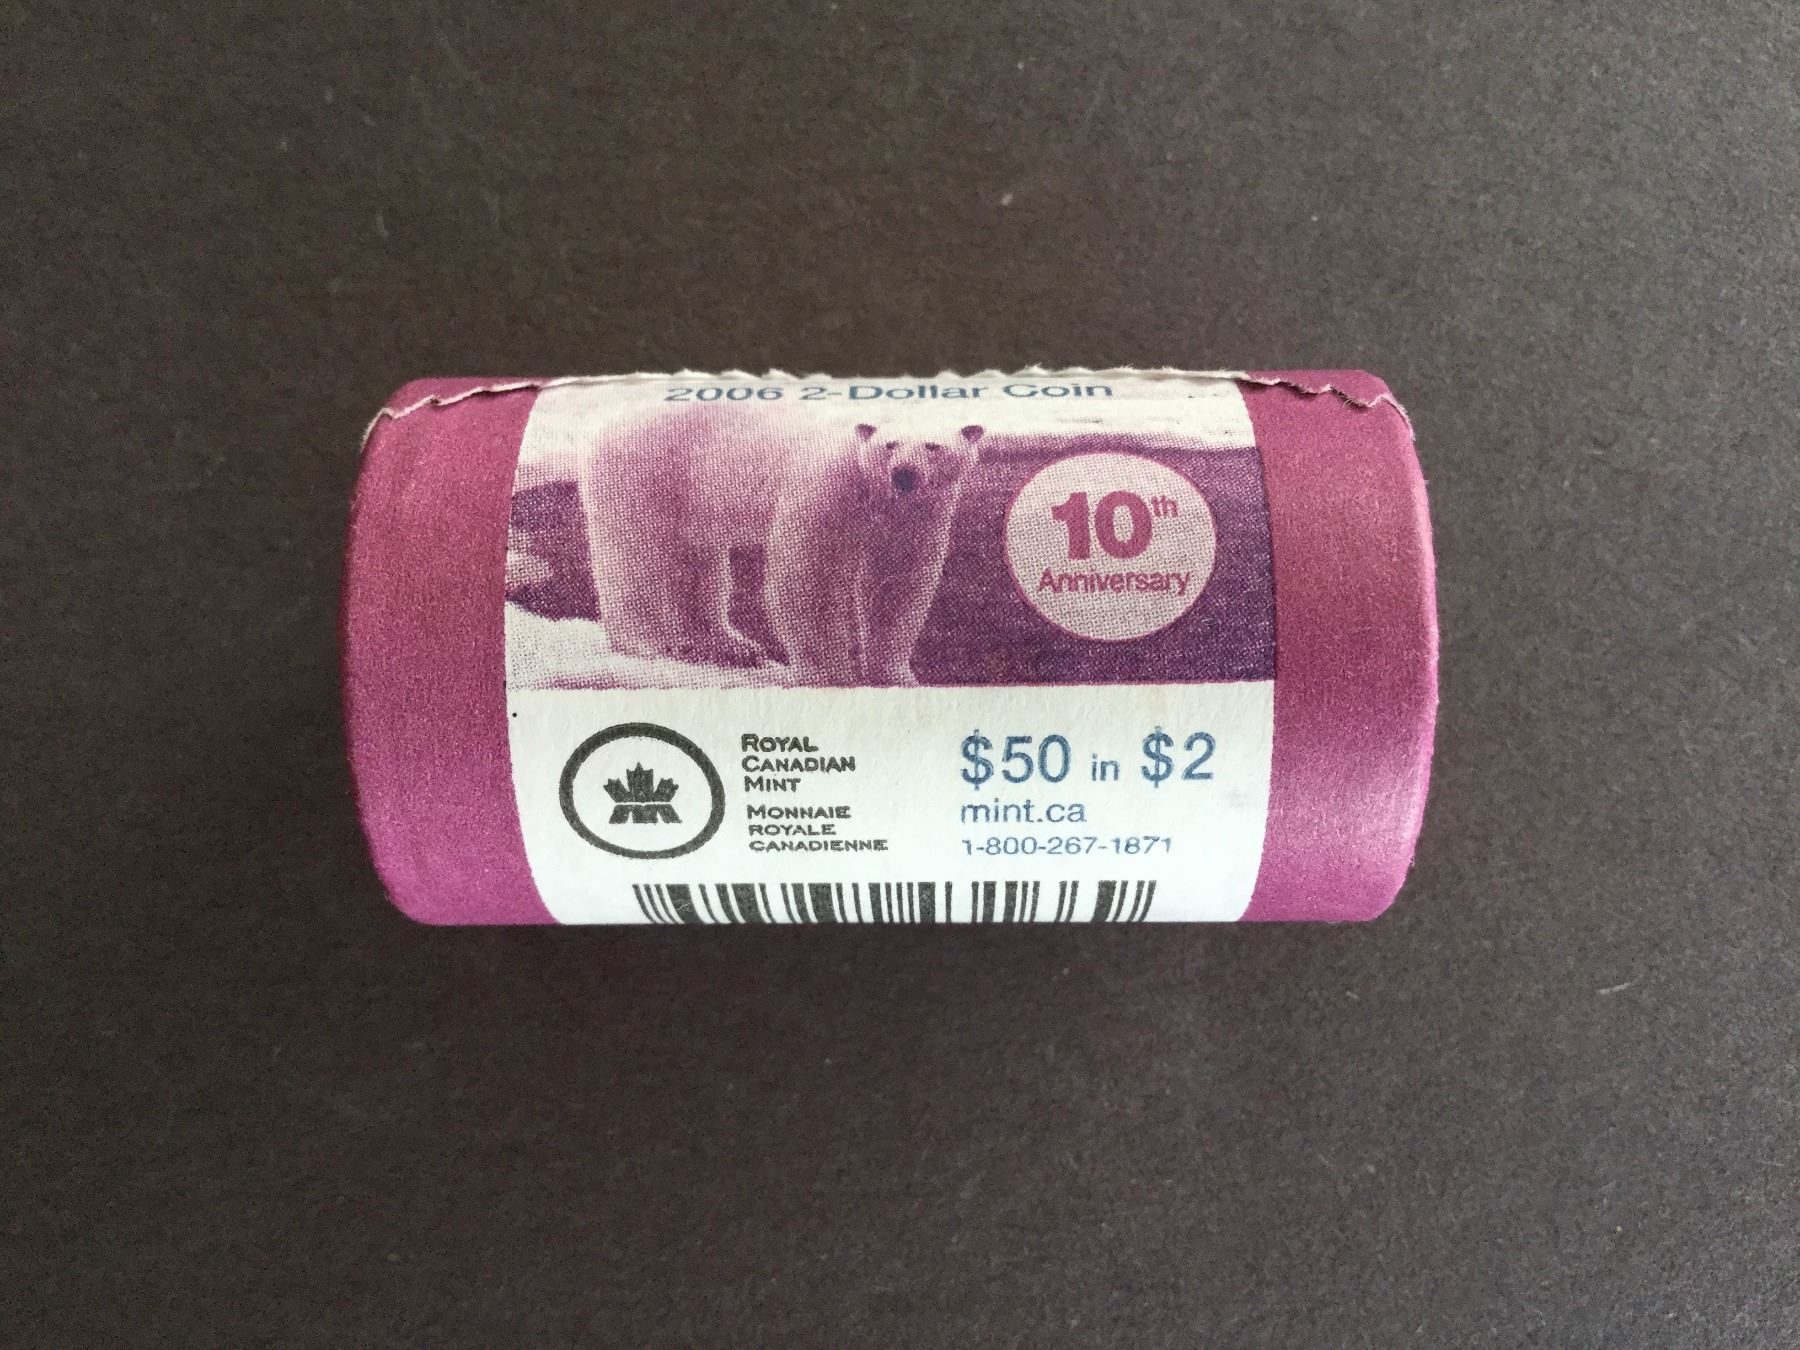 2006 2-Dollar Coin
10th
Anniversary
ROYAL
CANADIAN
MINT
MONNAIE
ROYALE
CANADIENNE
$50 in $2
mint.ca
1-800-267-1871